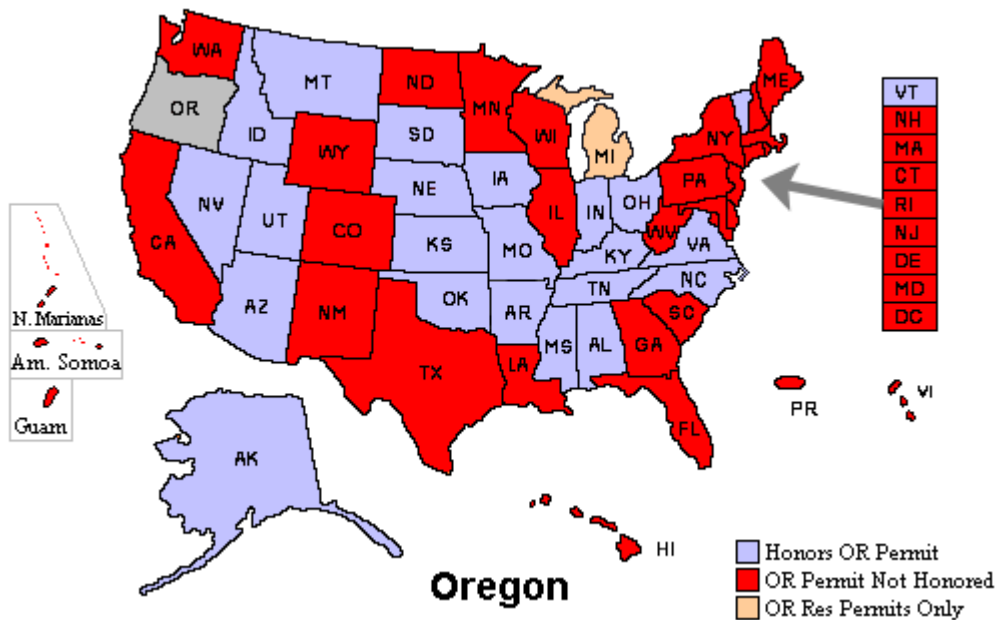 WA
MT
ND
MN
ME
VT
OR
ID
SD
WI
NY
NH
WY
MI
MA
IA
PA
CT
NE
OH
NV
IL
IN
RI
UT
CO
WV
NJ
CA
KS
MO
KY
VA
DE
TN
NC
MD
AZ
NM
OK
AR
SC
DC
N. Marianas
MS
AL
GA
Am. Somoa
TX
LA
PR
VI
Guam
FL
AK
HI
Honors OR Permit
Oregon
OR Permit Not Honored
OR Res Permits Only